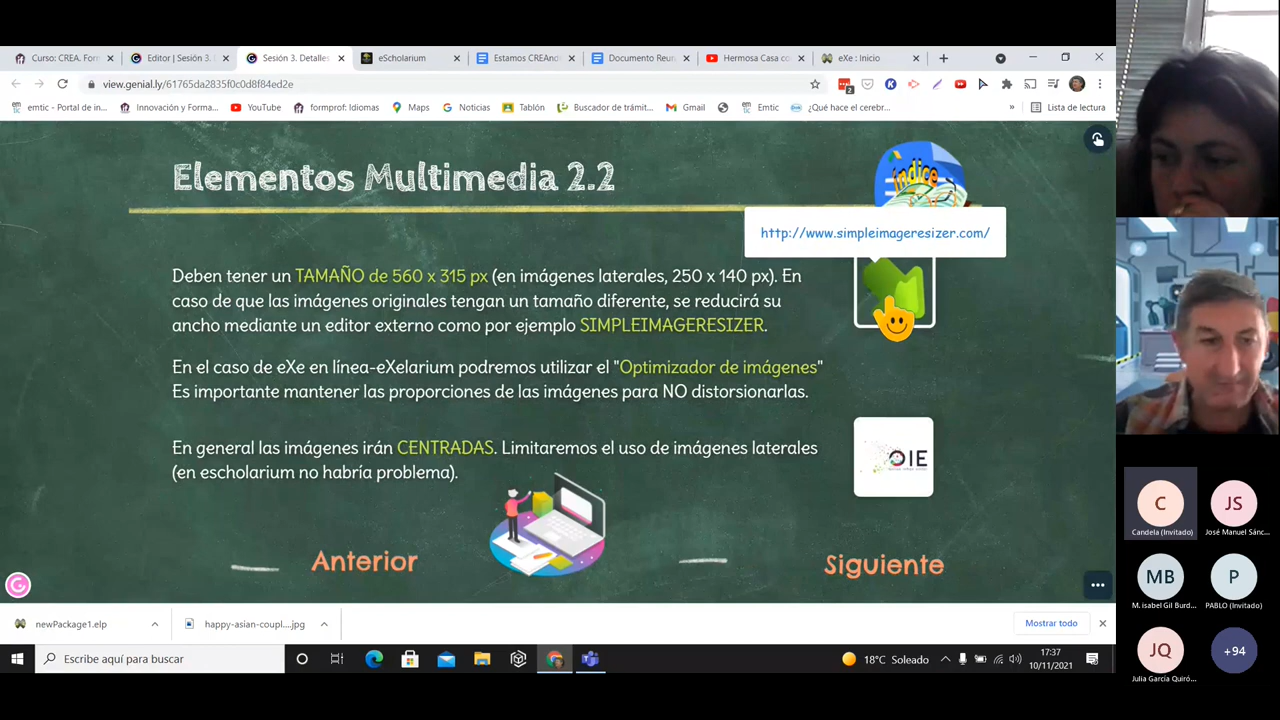 Curso: CREA. Forn
Editor | Sesión 3. D
Sesión 3. Detalles
eScholarium
Estamos CREAno
Documento Reun
Hermosa Casa co
eXe : Inicio
view.genial.ly/61765da2835f0c0d8f84ed2e
2
emtic - Portal de in...
Innovación y Forma...
YouTube
formprof: Idiomas
Maps
Noticias
Tablón
Buscador de trámit...
Gmail
Emtic
¿Qué hace el cerebr...
»
Lista de lectura
Elementos Multimedia 2.2
índice
http://www.simpleimageresizer.com/
Deben tener un TAMAÑO de 560 x 315 px (en imágenes laterales, 250 x 140 px). En
caso de que las imágenes originales tengan un tamaño diferente, se reducirá su
ancho mediante un editor externo como por ejemplo SIMPLEIMAGERESIZER.
En el caso de eXe en línea-eXelarium podremos utilizar el "Optimizador de imágenes"
Es importante mantener las proporciones de las imágenes para NO distorsionarlas.
En general las imágenes irán CENTRADAS. Limitaremos el uso de imágenes laterales
(en escholarium no habría problema).
OIE
Anterior
Siguiente
newPackage1.elp
happy-asian-coupl....jpg
Mostrar todo
Escribe aquí para buscar
18°C Soleado
17:37
10/11/2021
C
Candela (Invitado)
JS
José Manuel Sánc...
MB
M. isabel Gil Burd...
P
PABLO (Invitado)
JQ
Julia García Quiró...
+94